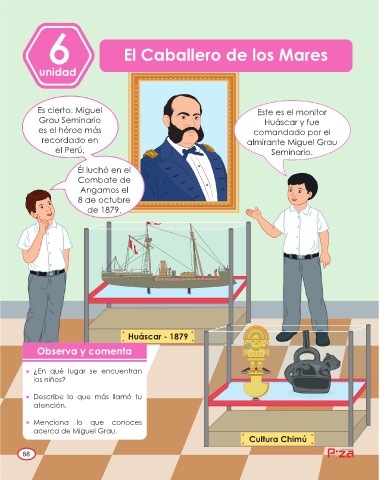 6
unidad
El Caballero de los Mares
Es cierto. Miguel
Grau Seminario
es el héroe más
recordado en
el Perú.
Él luchó en el
Combate de
Angamos el
8 de octubre
de 1879.
Este es el monitor
Huáscar y fue
comandado por el
almirante Miguel Grau
Seminario.
Huáscar - 1879
Observa y comenta
• ¿En qué lugar se encuentran
los niños?
• Describe lo que más llamó tu
atención.
• Menciona lo que conoces
acerca de Miguel Grau.
Cultura Chimú
88